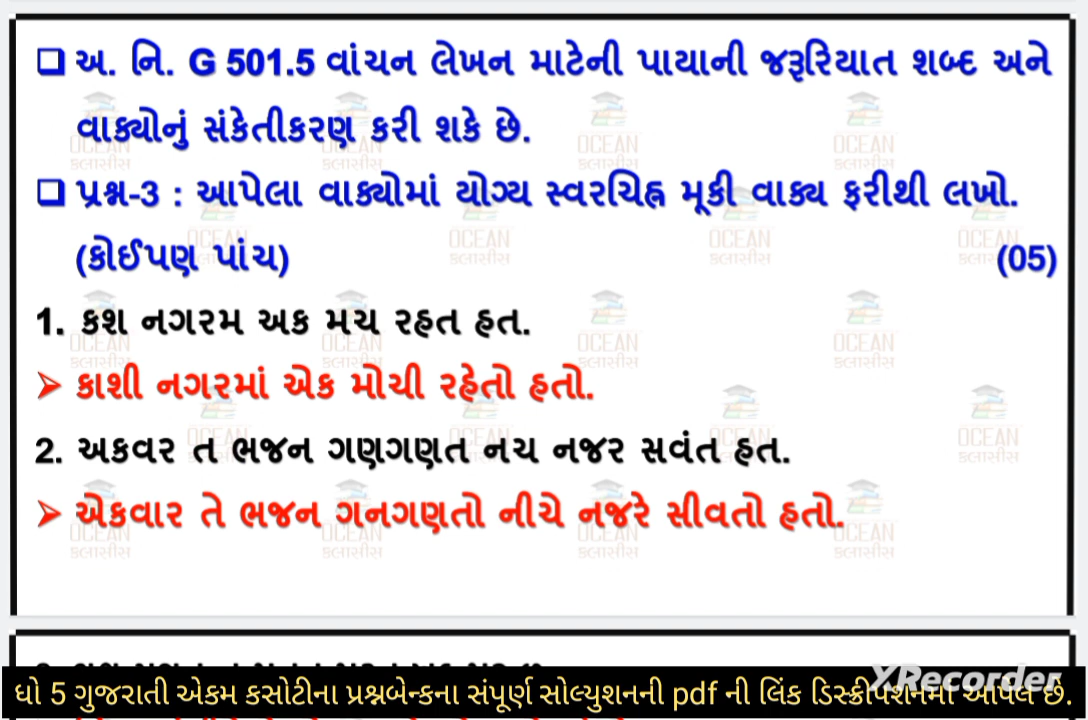 ❑ અ. નિ. G 501.5 વાંચન લેખન માટેની પાયાની જરૂરિયાત શબ્દ અને
વાક્યોનું સંકેતીકરણ કરી શકે છે.
❑ પ્રશ્ન-3 : આપેલા વાક્યોમાં યોગ્ય સ્વરચિહ્ન મૂકી વાક્ય ફરીથી લખો.
(કોઈપણ પાંચ) (05)
1. કશ નગરમ અક મચ રહત હત.
➢ કાશી નગરમાં એક મોચી રહેતો હતો.
2. અકવર ત ભજન ગણગણત નચ નજર સવંત હત.
➢ એકવાર તે ભજન ગનગણતો નીચે નજરે સીવતો હતો.
ધો 5 ગુજરાતી એકમ કસોટીના પ્રશ્નબેન્કના સંપૂર્ણ સોલ્યુશનની pdf ની લિંક ડિસ્ક્રીપશનમાં આપેલ છે.
XRecorder
OCEAN
ક્લાસીસ